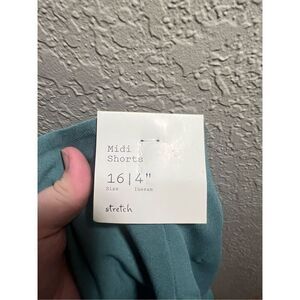 Midi
Shorts
16|4"
Size Inseam
stretch